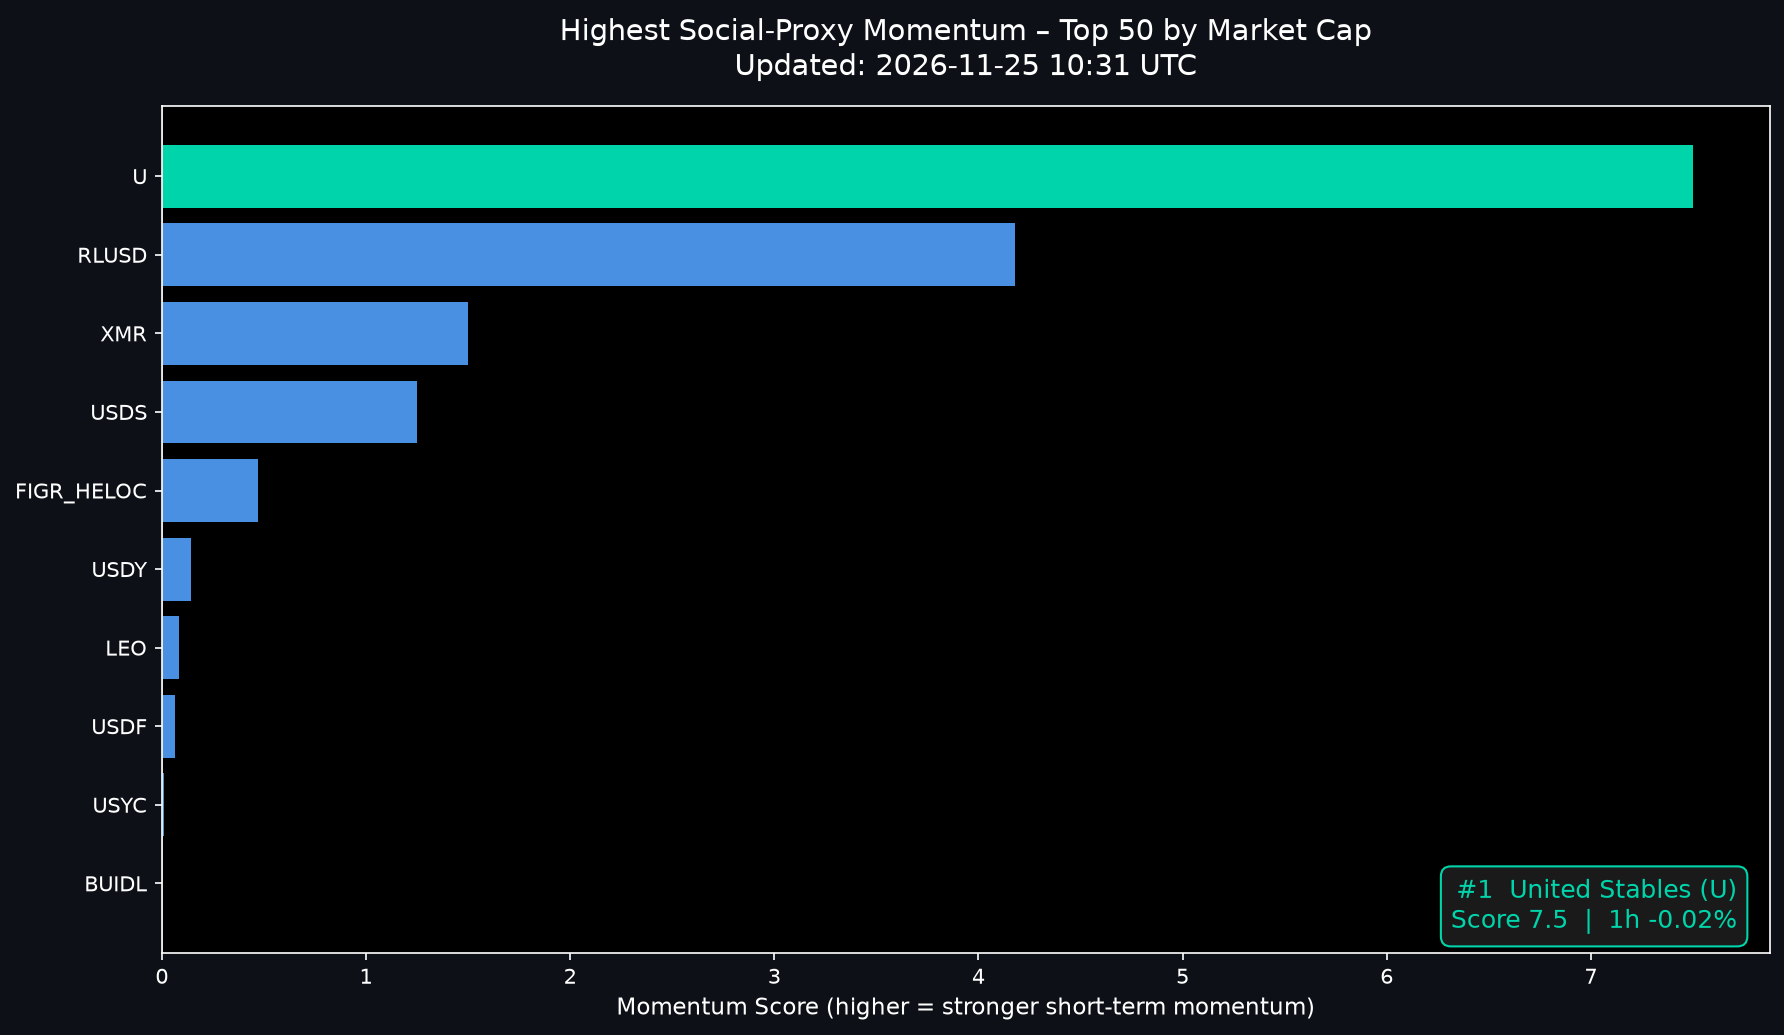 Highest Social-Proxy Momentum – Top 50 by Market Cap
Updated: 2026-11-25 10:31 UTC
U
RLUSD
XMR
USDS
FIGR_HELOC
USDY
LEO
USDF
USYC
BUIDL
#1  United Stables (U)
Score 7.5  |  1h -0.02%
0 1 2 3 4 5 6 7
Momentum Score (higher = stronger short-term momentum)